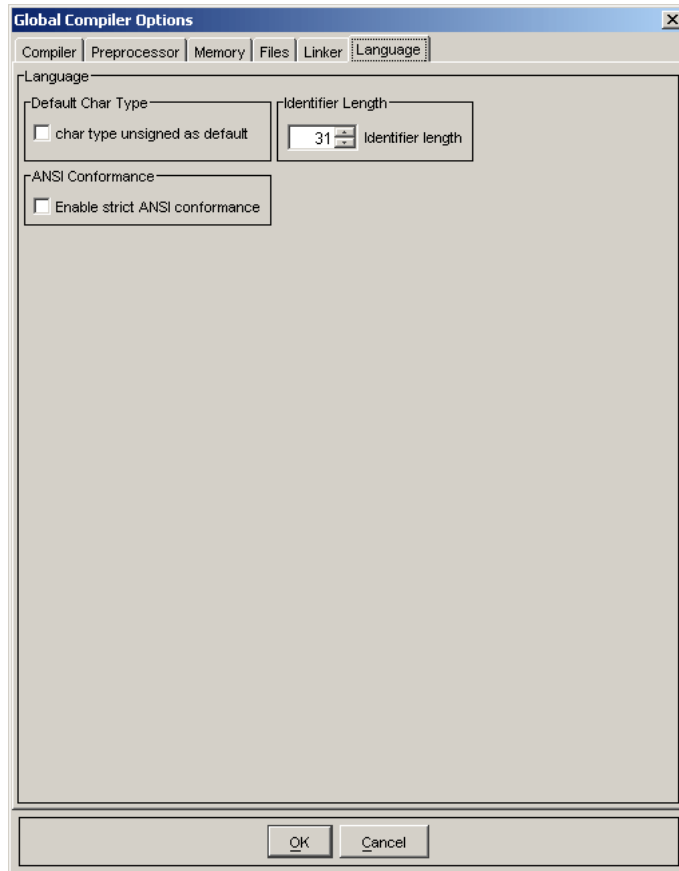 Global Compiler Options
Compiler Preprocessor Memory Files Linker Language
Language
Default Char Type
char type unsigned as default
Identifier Length
31 Identifier length
ANSI Conformance
Enable strict ANSI conformance
OK Cancel